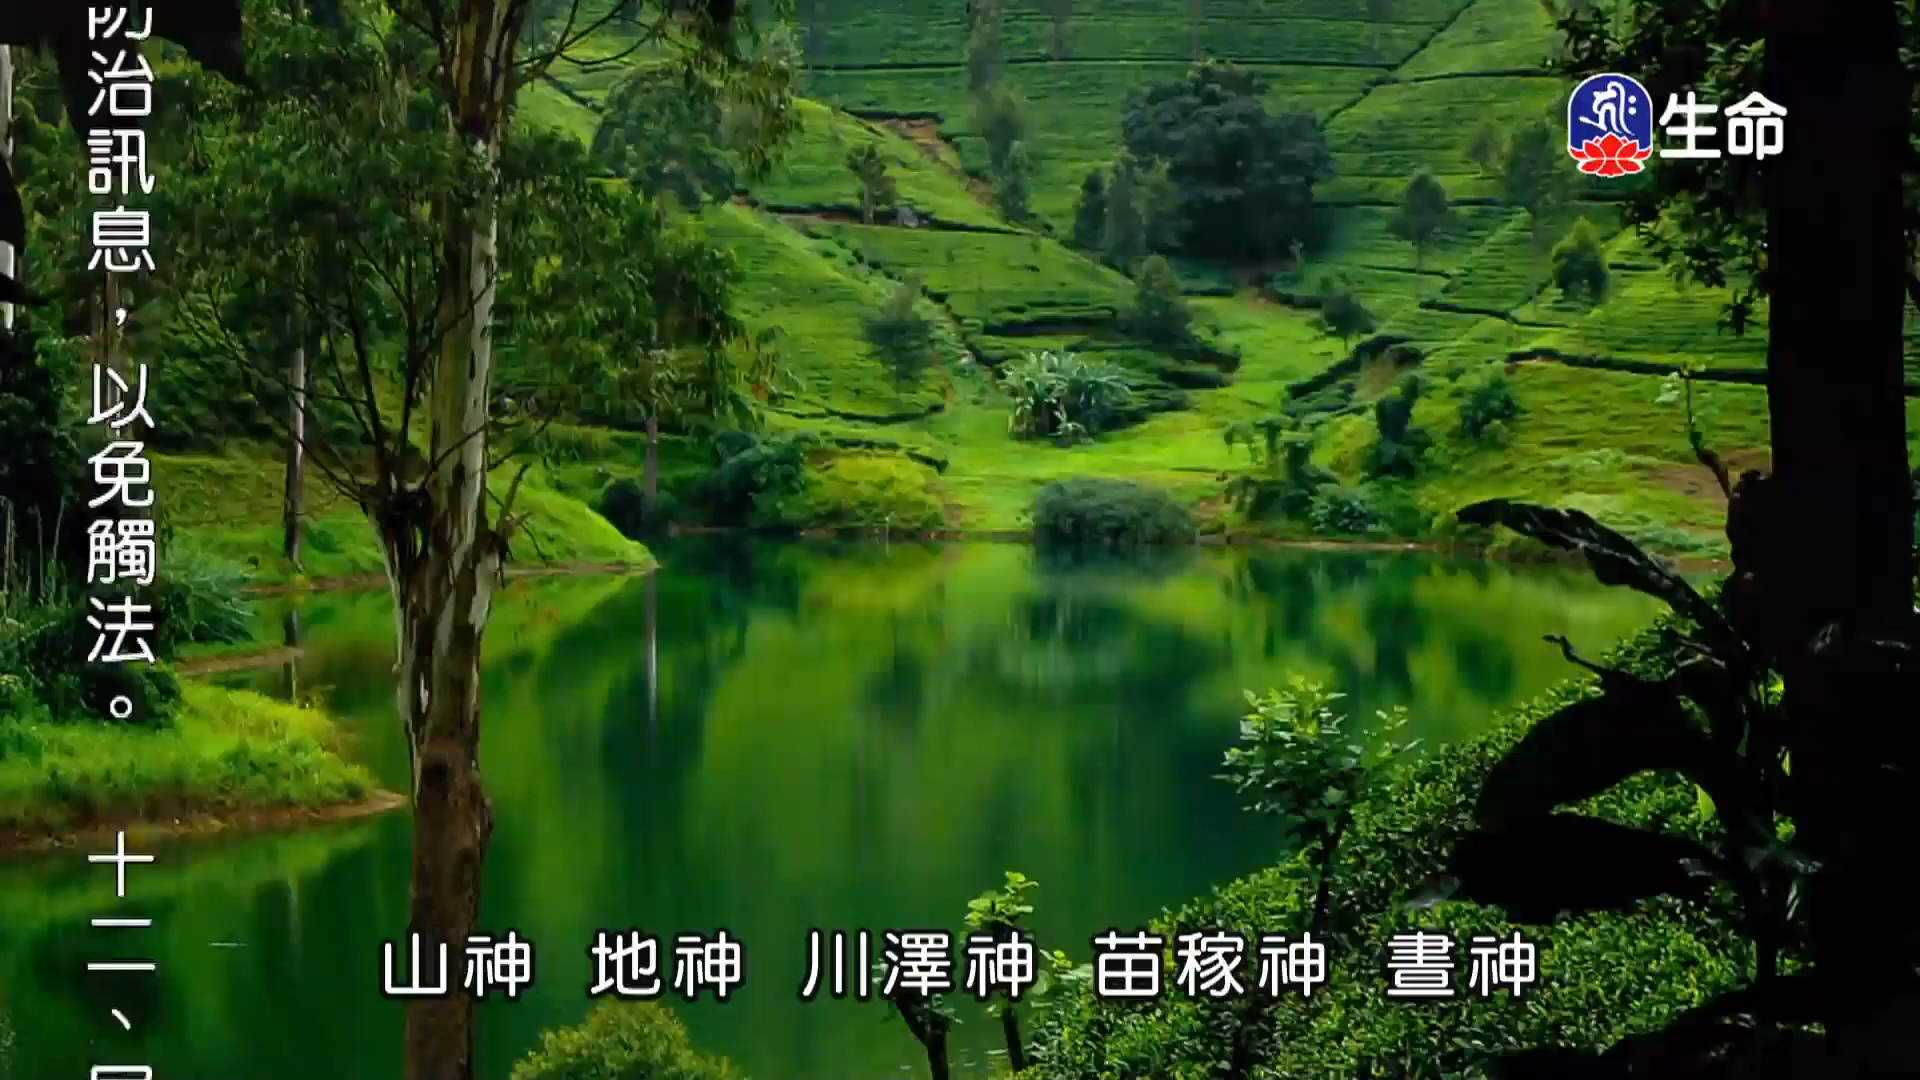 防治訊息，以免觸法。 十二、
生命
山神 地神 川澤神 苗稼神 晝神